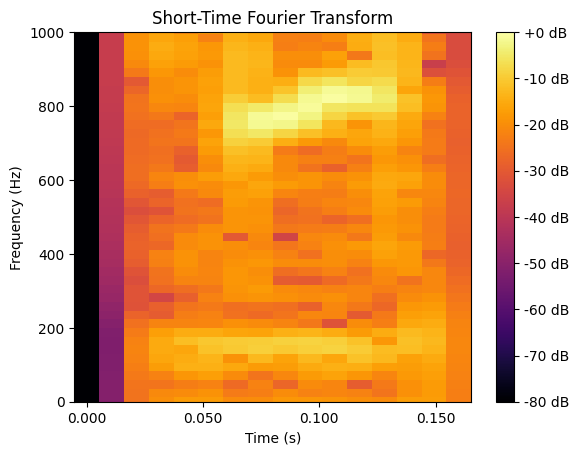 Short-Time Fourier Transform
1000
800
600
400
200
0
Frequency (Hz)
0.000
0.050
0.100
0.150
Time (s)
+0 dB
-10 dB
-20 dB
-30 dB
-40 dB
-50 dB
-60 dB
-70 dB
-80 dB